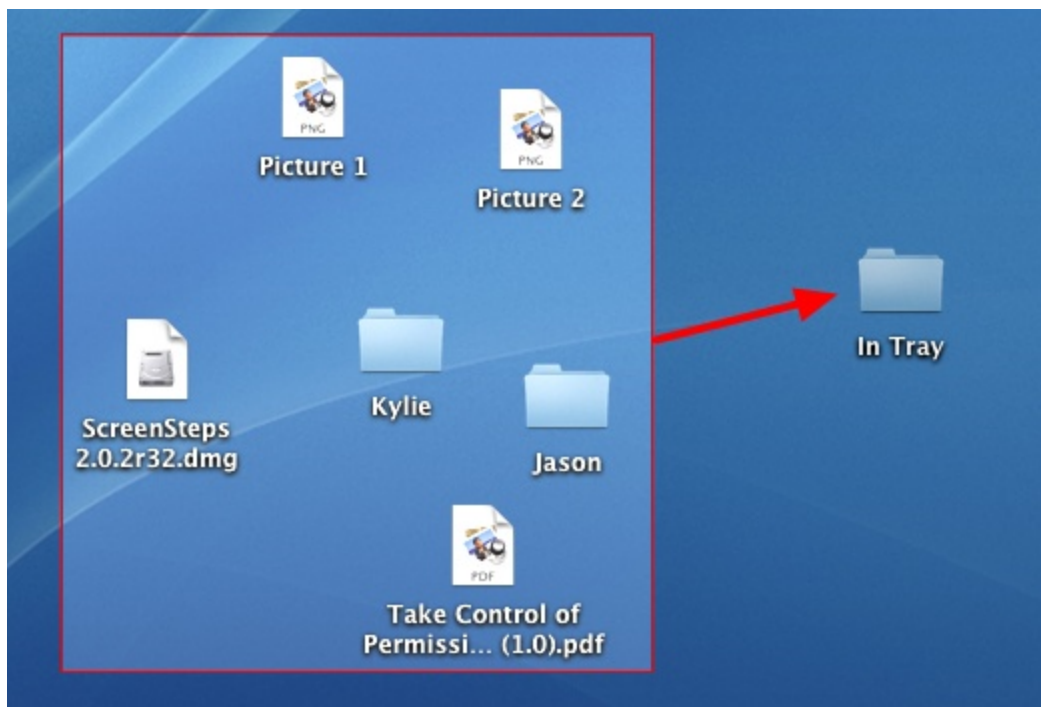 PNG
Picture 1
PNG
Picture 2
In Tray
Kylie
ScreenSteps
2.0.2r32.dmg
Jason
PDF
Take Control of
Permissi... (1.0).pdf